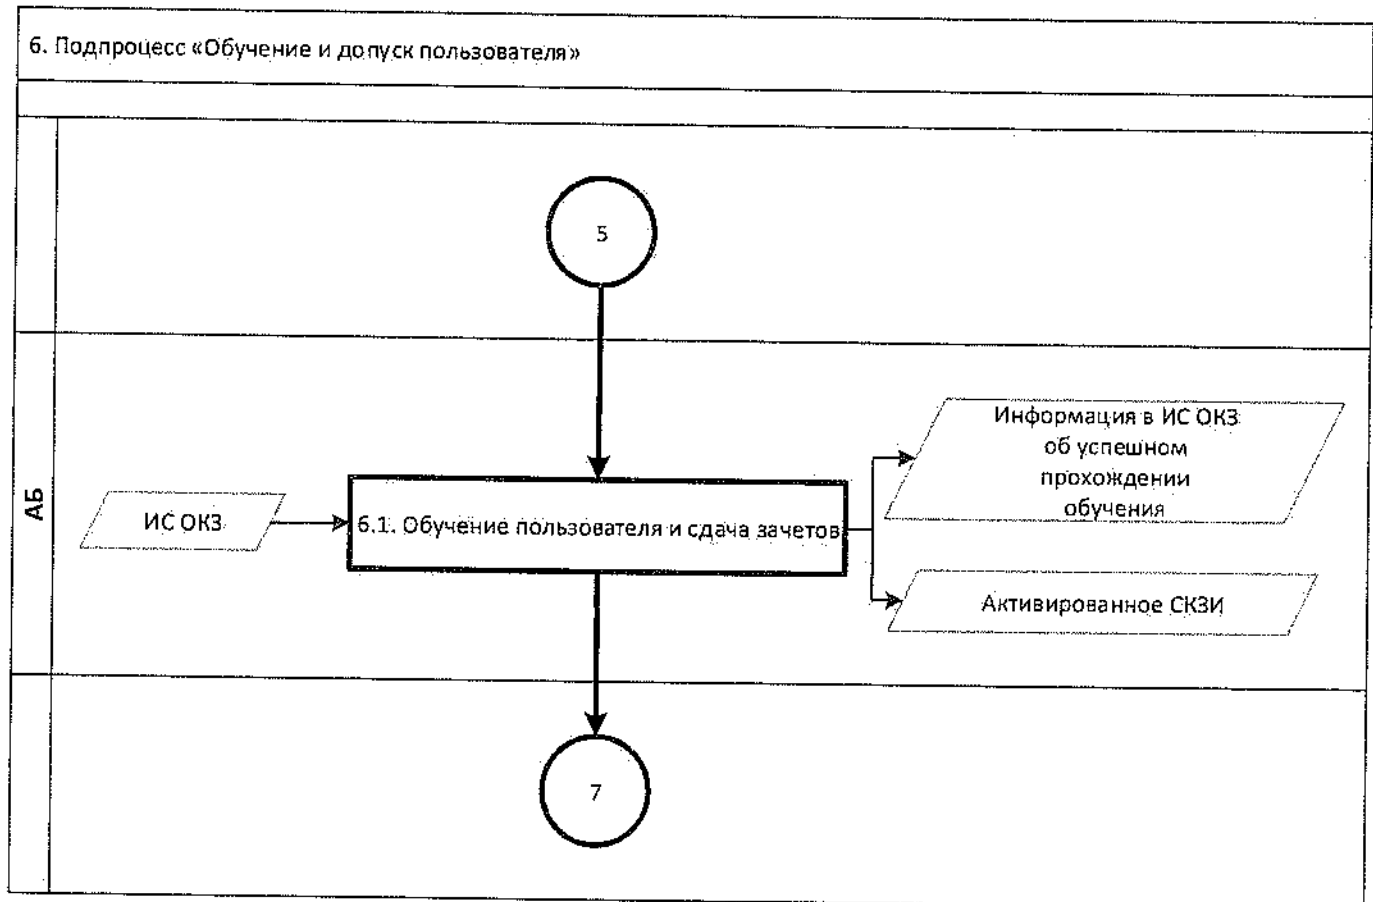 6. Подпроцесс «Обучение и допуск пользователя»
5
АБ
ИС ОКЗ
6.1. Обучение пользователя и сдача зачетов
Информация в ИС ОКЗ
об успешном
прохождении
обучения
Активированное СКЗИ
7